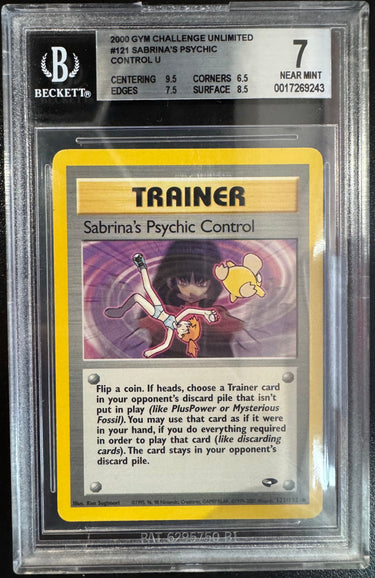 2000 GYM CHALLENGE UNLIMITED
#121 SABRINA'S PSYCHIC
CONTROL U
CENTERING 9.5 CORNERS 6.5
EDGES 7.5 SURFACE 8.5
B
BECKETT®
7
NEAR MINT
0017269243
TRAINER
Sabrina's Psychic Control
Flip a coin. If heads, choose a Trainer card
in your opponent's discard pile that isn't
put in play (like PlusPower or Mysterious
Fossil). You may use that card as if it were
in your hand, if you do everything required
in order to play that card (like discarding
cards). The card stays in your opponent's
discard pile.
Illus. Ken Sugimori
PAT 6295750 B1